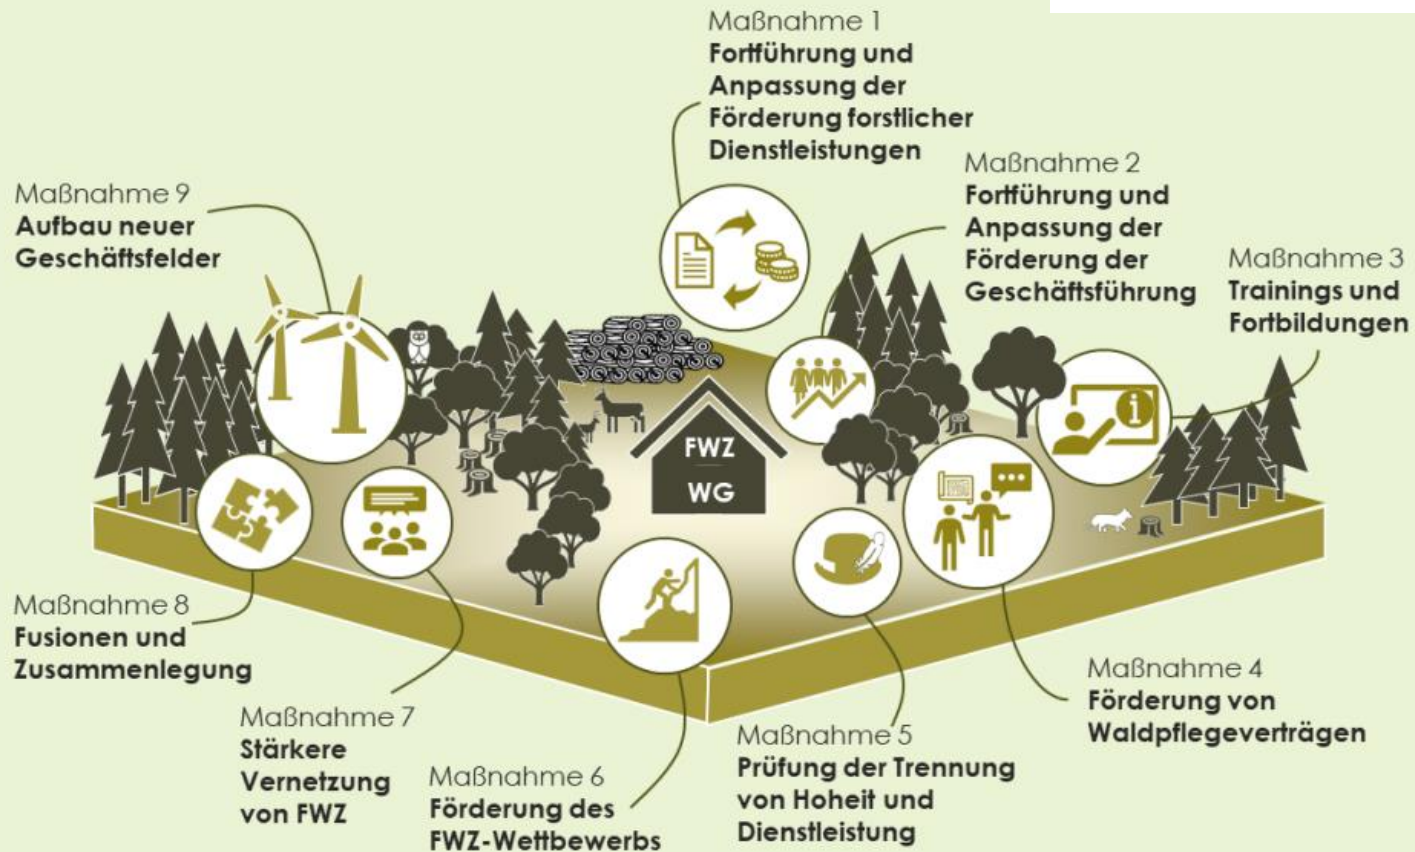 Maßnahme 1
Fortführung und
Anpassung der
Förderung forstlicher
Dienstleistungen
Maßnahme 2
Fortführung und
Anpassung der
Förderung der
Geschäftsführung
Maßnahme 3
Trainings und
Fortbildungen
Maßnahme 9
Aufbau neuer
Geschäftsfelder
i
FWZ
WG
Maßnahme 8
Fusionen und
Zusammenlegung
Maßnahme 7
Stärkere
Vernetzung
von FWZ
Maßnahme 6
Förderung des
FWZ-Wettbewerbs
Maßnahme 5
Prüfung der Trennung
von Hoheit und
Dienstleistung
Maßnahme 4
Förderung von
Waldpflegeverträgen